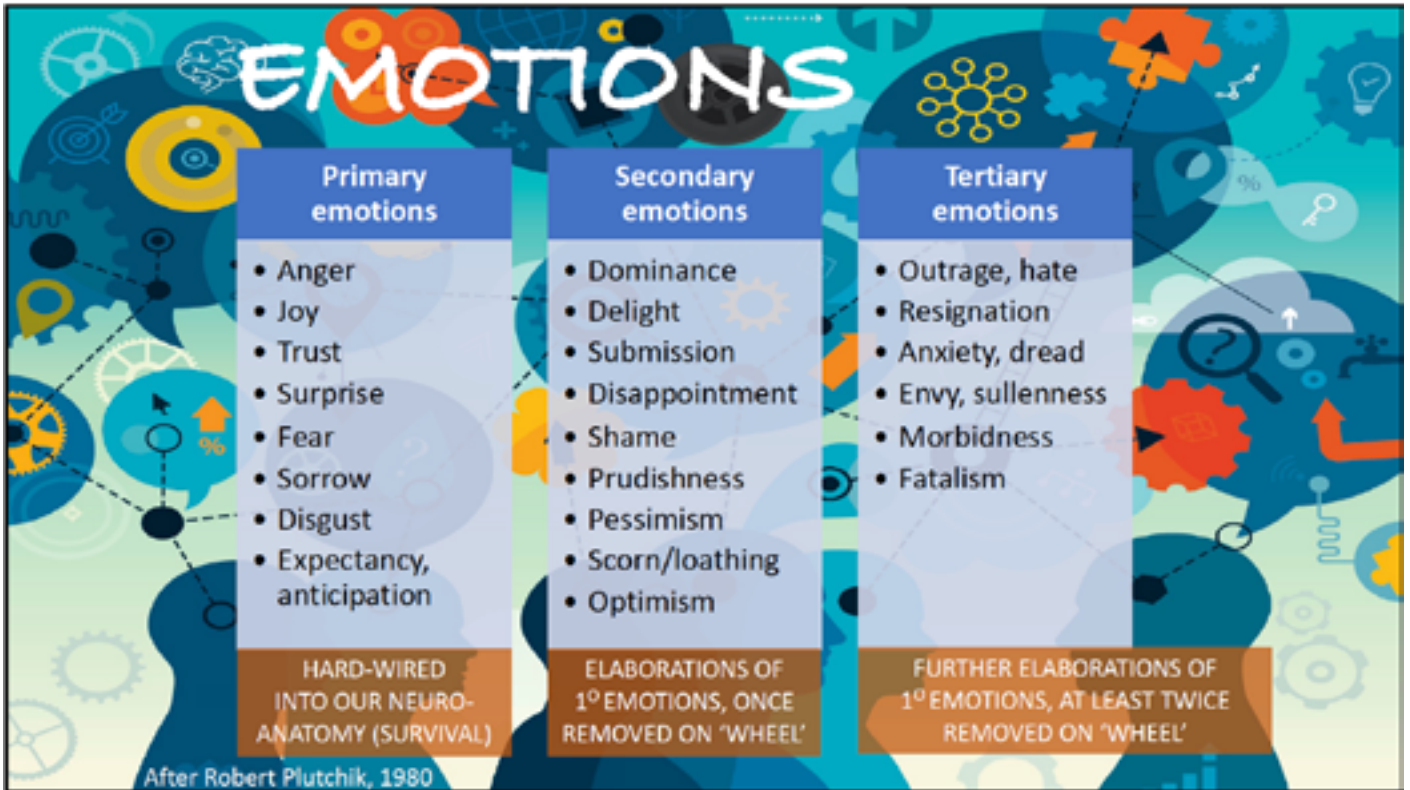 EMOTIONS
Primary
emotions
• Anger
• Joy
• Trust
• Surprise
• Fear
• Sorrow
• Disgust
• Expectancy,
anticipation
HARD-WIRED
INTO OUR NEURO-
ANATOMY (SURVIVAL)
Secondary
emotions
• Dominance
• Delight
• Submission
• Disappointment
• Shame
• Prudishness
• Pessimism
• Scorn/loathing
• Optimism
ELABORATIONS OF
1º EMOTIONS, ONCE
REMOVED ON ‘WHEEL’
Tertiary
emotions
• Outrage, hate
• Resignation
• Anxiety, dread
• Envy, sullenness
• Morbidness
• Fatalism
FURTHER ELABORATIONS OF
1º EMOTIONS, AT LEAST TWICE
REMOVED ON ‘WHEEL’
After Robert Plutchik, 1980
%
%
?